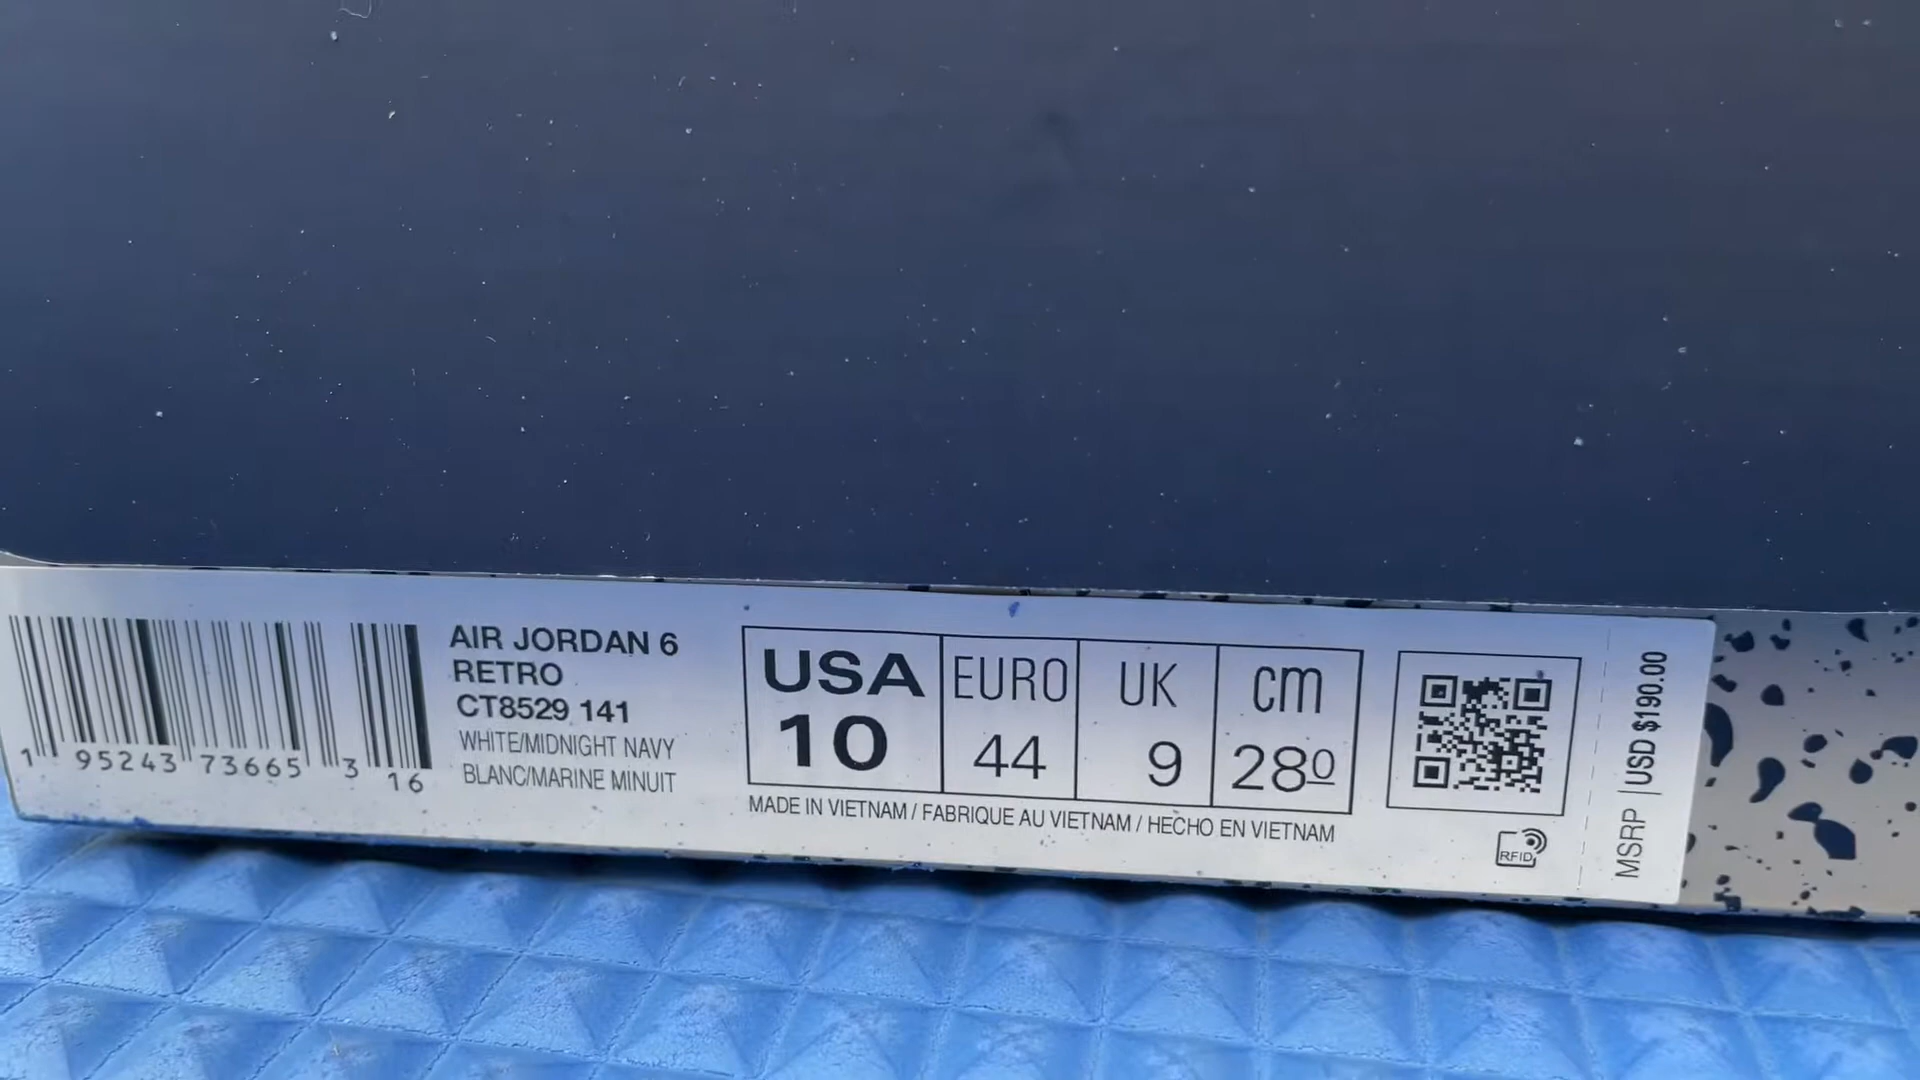 1 95243 73665 3 16
AIR JORDAN 6
RETRO
CT8529 141
WHITE/MIDNIGHT NAVY
BLANC/MARINE MINUIT
USA EURO UK cm
10 44 9 280
MADE IN VIETNAM / FABRIQUE AU VIETNAM / HECHO EN VIETNAM
RFID
MSRP | USD $190.00